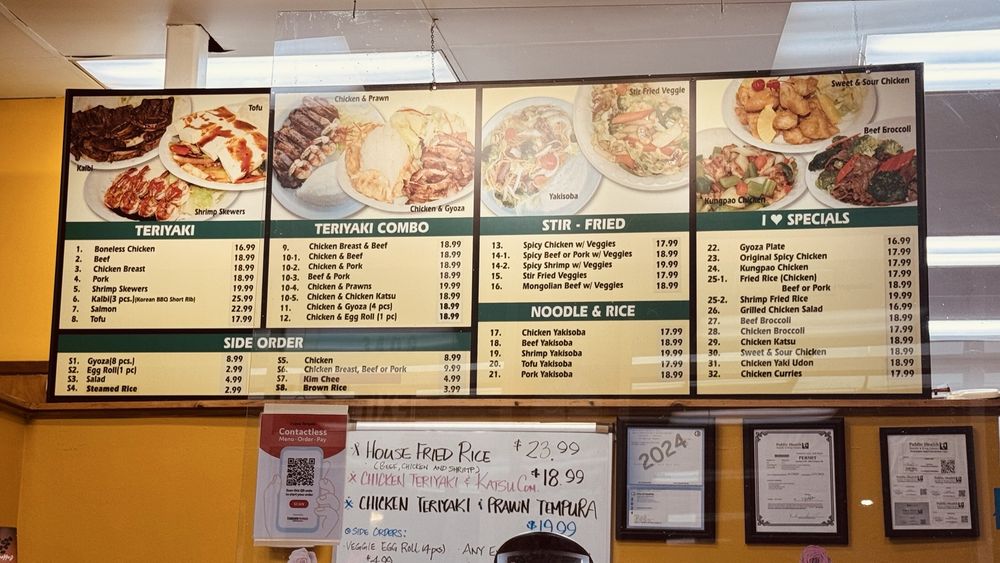 Kalbi
Tofu
Shrimp Skewers
TERIYAKI
1. Boneless Chicken 16.99
2. Beef 18.99
3. Chicken Breast 18.99
4. Pork 18.99
5. Shrimp Skewers 19.99
6. Kalbi(3 pcs.)(Korean BBQ Short Rib) 25.99
7. Salmon 22.99
8. Tofu 17.99
Chicken & Prawn
Chicken & Gyoza
TERIYAKI COMBO
9. Chicken Breast & Beef 18.99
10-1. Chicken & Beef 18.99
10-2. Chicken & Pork 18.99
10-3. Beef & Pork 18.99
10-4. Chicken & Prawns 19.99
10-5. Chicken & Chicken Katsu 18.99
11. Chicken & Gyoza (4 pcs) 18.99
12. Chicken & Egg Roll (1 pc) 18.99
SIDE ORDER
S1. Gyoza(8 pcs.) 8.99
S2. Egg Roll(1 pc) 2.99
S3. Salad 4.99
S4. Steamed Rice 2.99
S5. Chicken 8.99
S6. Chicken Breast, Beef or Pork 9.99
S7. Kim Chee 4.99
S8. Brown Rice 3.99
Yakisoba
Stir Fried Veggie
STIR - FRIED
13. Spicy Chicken w/ Veggies 17.99
14-1. Spicy Beef or Pork w/ Veggies 18.99
14-2. Spicy Shrimp w/ Veggies 19.99
15. Stir Fried Veggies 17.99
16. Mongolian Beef w/ Veggies 18.99
NOODLE & RICE
17. Chicken Yakisoba 17.99
18. Beef Yakisoba 18.99
19. Shrimp Yakisoba 19.99
20. Tofu Yakisoba 17.99
21. Pork Yakisoba 18.99
Sweet & Sour Chicken
Beef Broccoli
Kungpao Chicken
I ♥ SPECIALS
22. Gyoza Plate 16.99
23. Original Spicy Chicken 17.99
24. Kungpao Chicken 18.99
25-1. Fried Rice (Chicken) 17.99
Beef or Pork 18.99
25-2. Shrimp Fried Rice 19.99
26. Grilled Chicken Salad 16.99
27. Beef Broccoli 18.99
28. Chicken Broccoli 17.99
29. Chicken Katsu 18.99
30. Sweet & Sour Chicken 18.99
31. Chicken Yaki Udon 18.99
32. Chicken Curries 17.99
Contactless
Menu · Order · Pay
x HOUSE FRIED RICE $23.99
(BEEF, CHICKEN AND SHRIMP)
x CHICKEN TERIYAKI & KATSU COM. $18.99
x CHICKEN TERIYAKI & PRAWN TEMPURA
$19.99
SIDE ORDERS:
VEGGIE EGG ROLL (4 pcs) · ANY
$4.99
2024
Public Health
PERMIT
Public Health